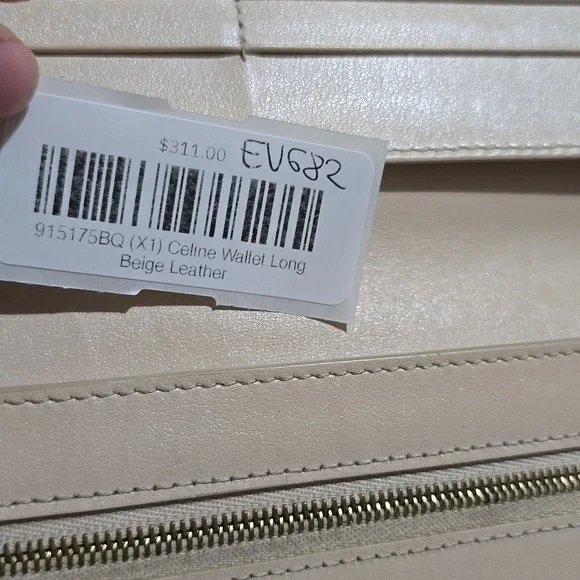 $311.00 EV682
915175BQ (X1) Celine Wallet Long
Beige Leather